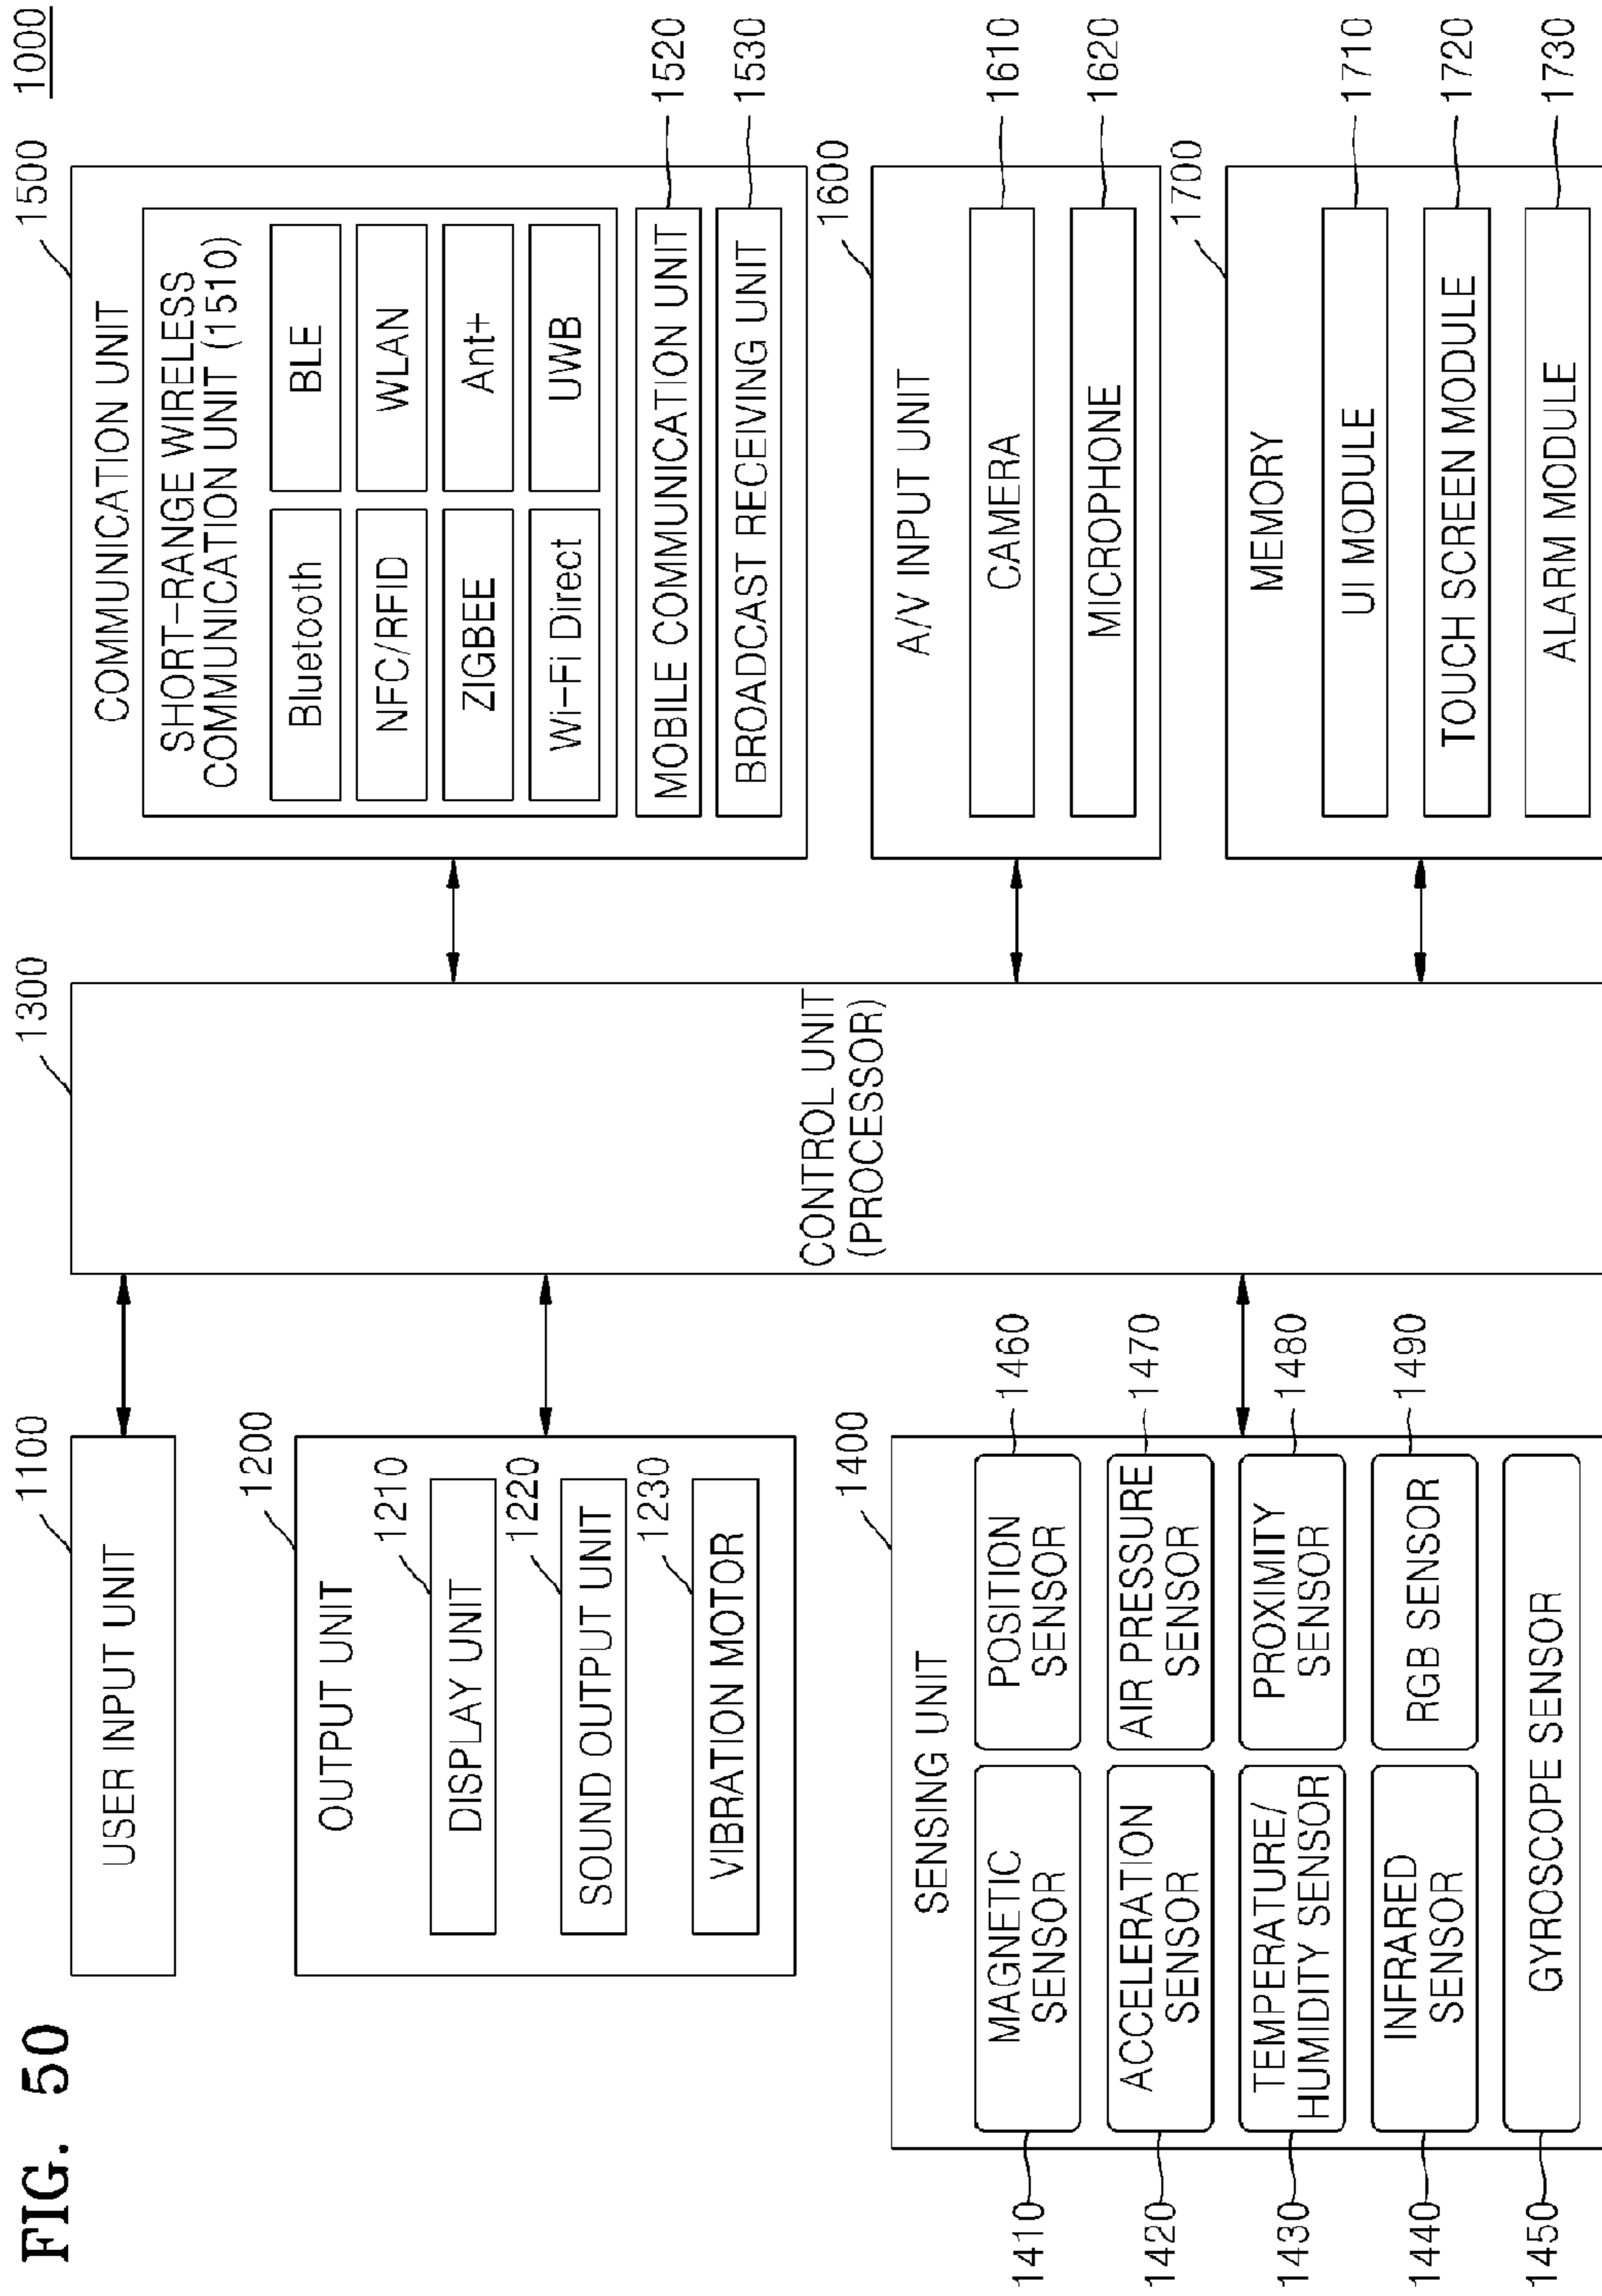 FIG. 50
1000
1100
USER INPUT UNIT
1200
OUTPUT UNIT
1210
DISPLAY UNIT
1220
SOUND OUTPUT UNIT
1230
VIBRATION MOTOR
1400
SENSING UNIT
1410
MAGNETIC
SENSOR
POSITION
SENSOR
1460
1420
ACCELERATION
SENSOR
AIR PRESSURE
SENSOR
1470
1430
TEMPERATURE/
HUMIDITY SENSOR
PROXIMITY
SENSOR
1480
1440
INFRARED
SENSOR
RGB SENSOR
1490
1450
GYROSCOPE SENSOR
1300
CONTROL UNIT
(PROCESSOR)
1500
COMMUNICATION UNIT
SHORT-RANGE WIRELESS
COMMUNICATION UNIT (1510)
Bluetooth
BLE
NFC/RFID
WLAN
ZIGBEE
Ant+
Wi-Fi Direct
UWB
MOBILE COMMUNICATION UNIT
1520
BROADCAST RECEIVING UNIT
1530
1600
A/V INPUT UNIT
CAMERA
1610
MICROPHONE
1620
1700
MEMORY
UI MODULE
1710
TOUCH SCREEN MODULE
1720
ALARM MODULE
1730